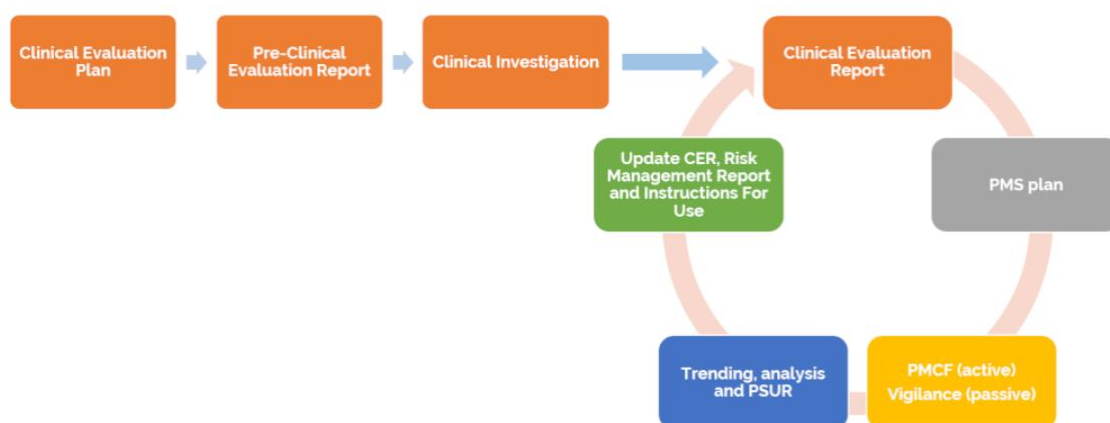 Clinical Evaluation
Plan
Pre-Clinical
Evaluation Report
Clinical Investigation
Clinical Evaluation
Report
Update CER, Risk
Management Report
and Instructions For
Use
PMS plan
Trending, analysis
and PSUR
PMCF (active)
Vigilance (passive)